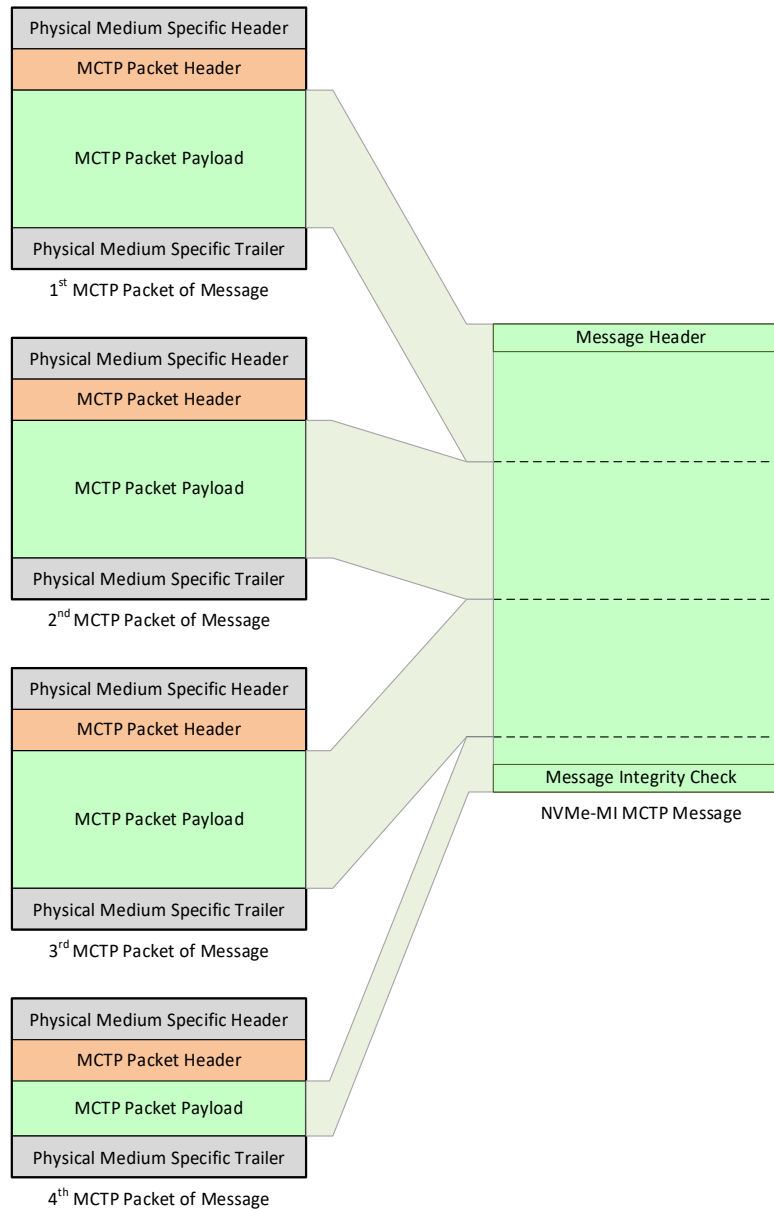 Physical Medium Specific Header
MCTP Packet Header
MCTP Packet Payload
Physical Medium Specific Trailer
1st MCTP Packet of Message
Physical Medium Specific Header
MCTP Packet Header
MCTP Packet Payload
Physical Medium Specific Trailer
2nd MCTP Packet of Message
Physical Medium Specific Header
MCTP Packet Header
MCTP Packet Payload
Physical Medium Specific Trailer
3rd MCTP Packet of Message
Physical Medium Specific Header
MCTP Packet Header
MCTP Packet Payload
Physical Medium Specific Trailer
4th MCTP Packet of Message
Message Header
Message Integrity Check
NVMe-MI MCTP Message